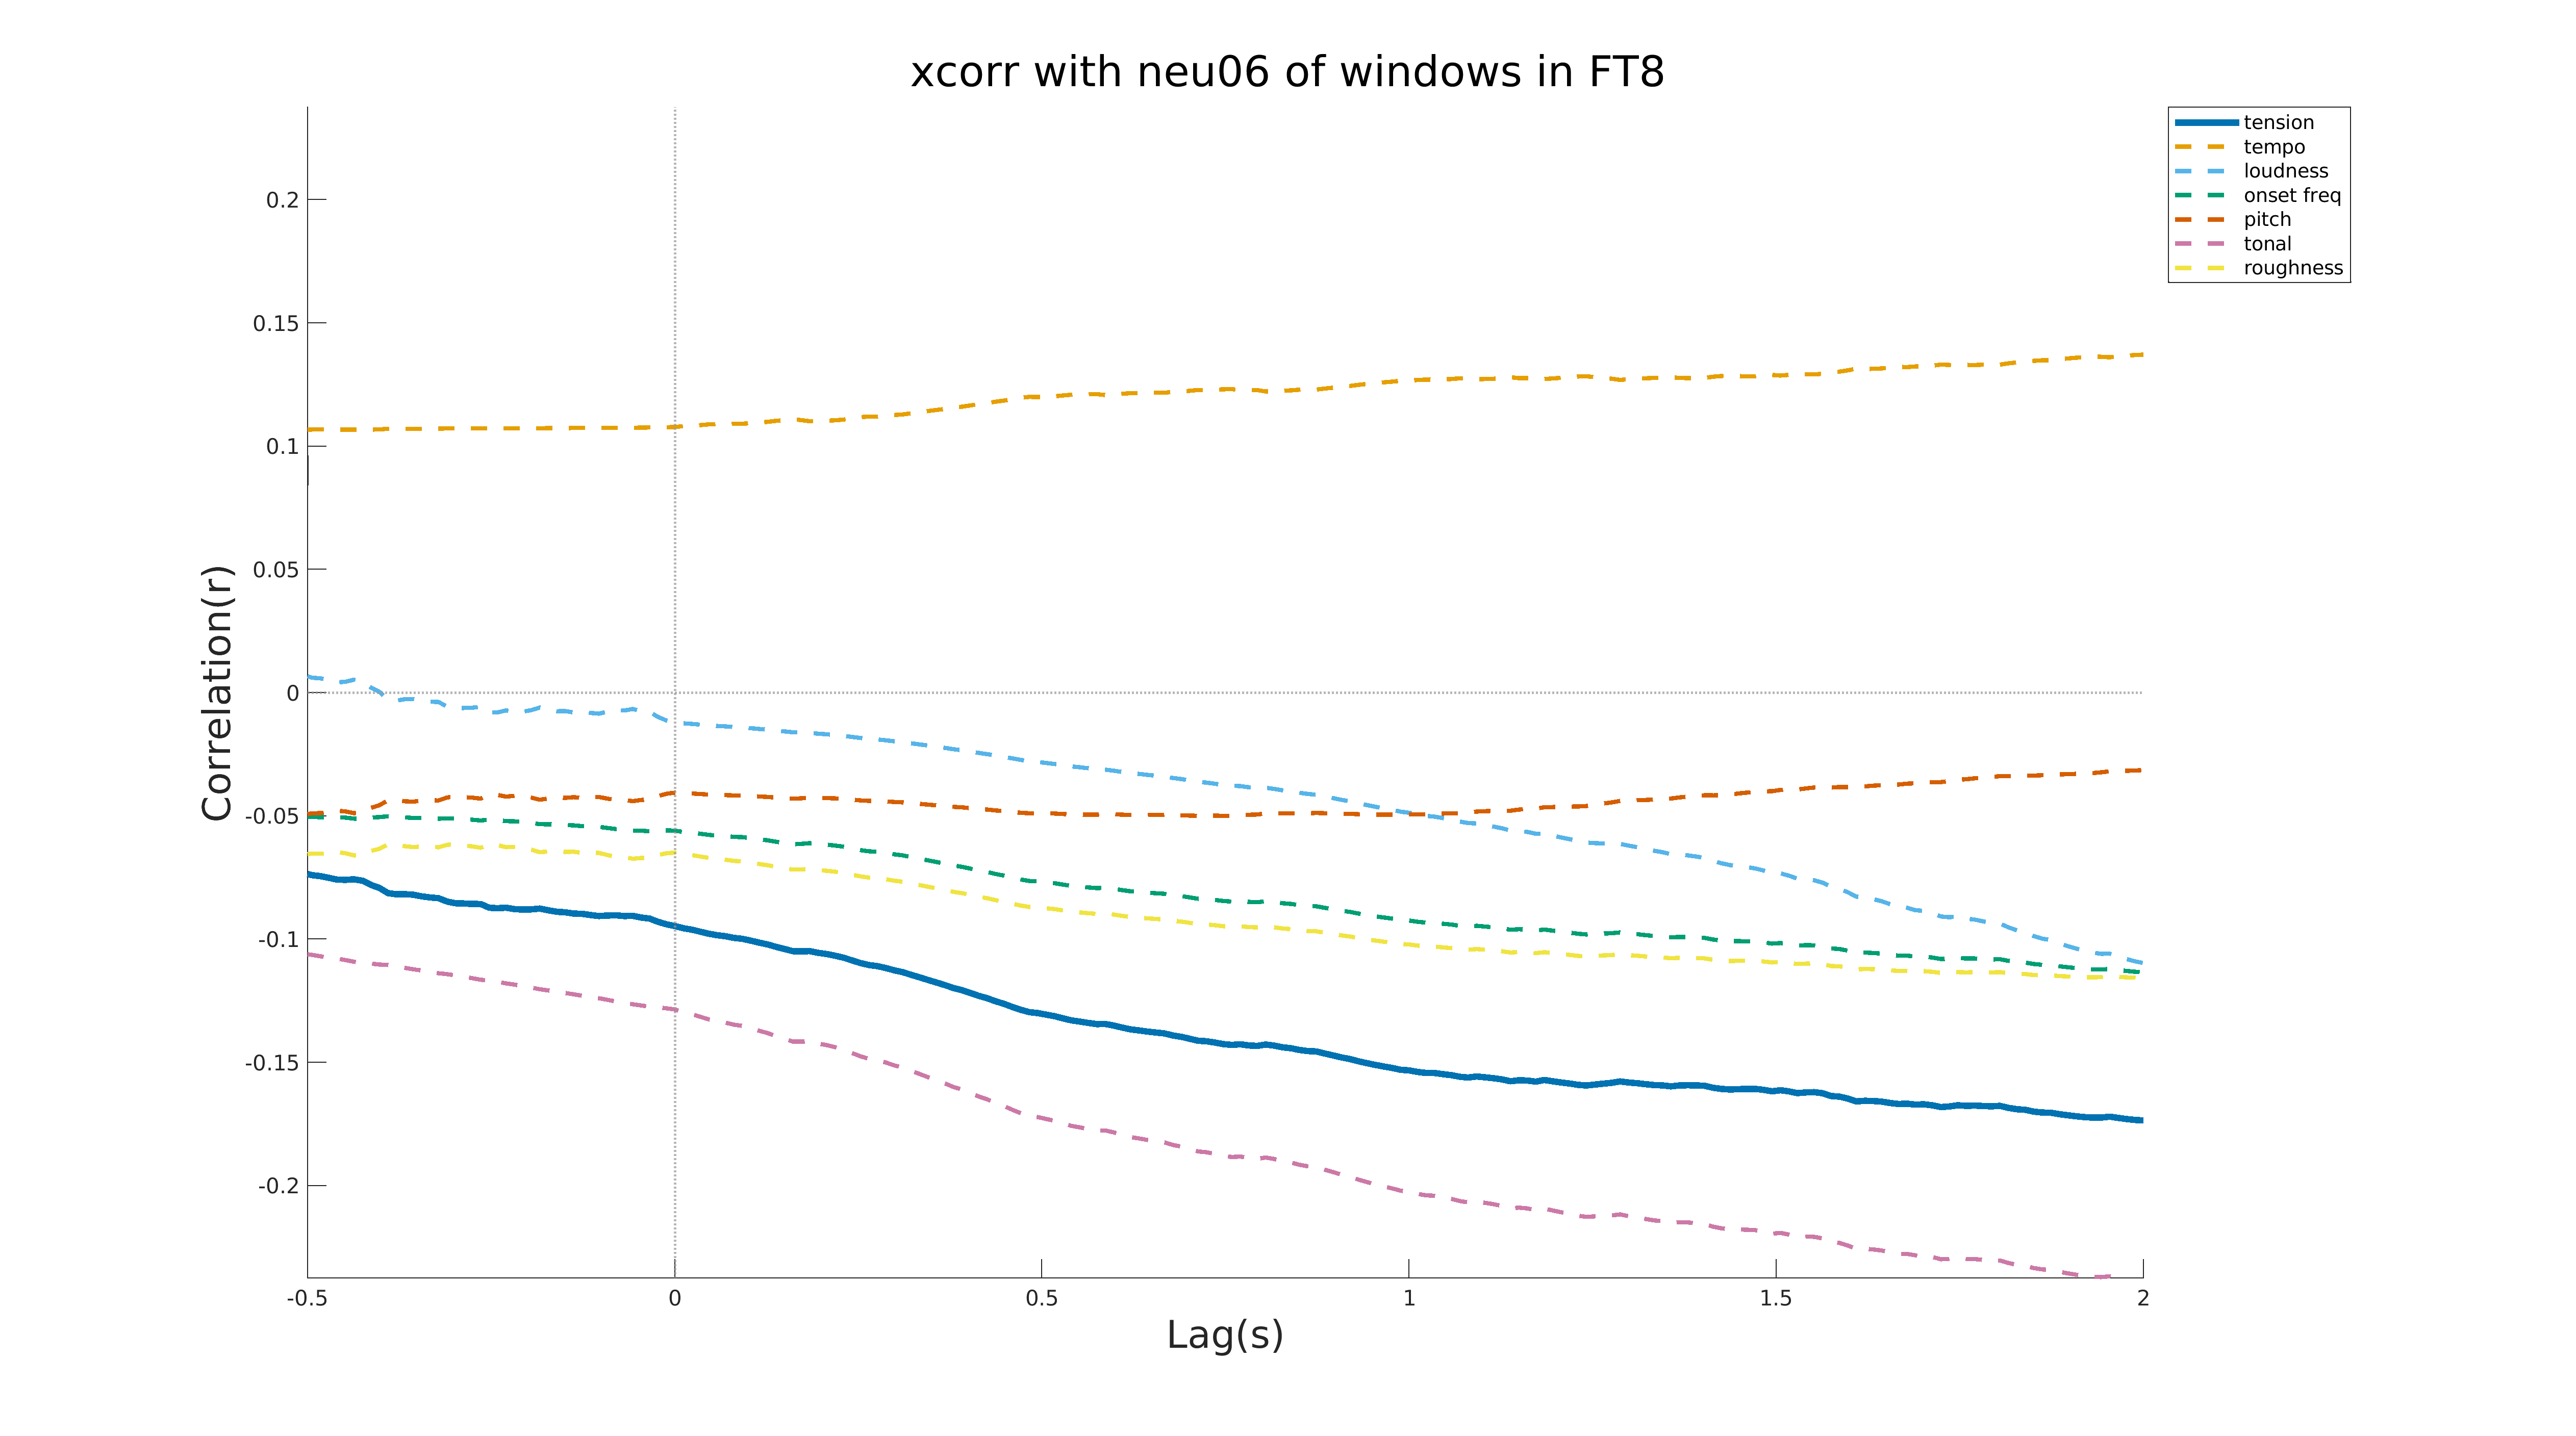 xcorr with neu06 of windows in FT8
tension
tempo
loudness
onset freq
pitch
tonal
roughness
Correlation(r)
0.2
0.15
0.1
0.05
0
-0.05
-0.1
-0.15
-0.2
-0.5
0
0.5
1
1.5
2
Lag(s)